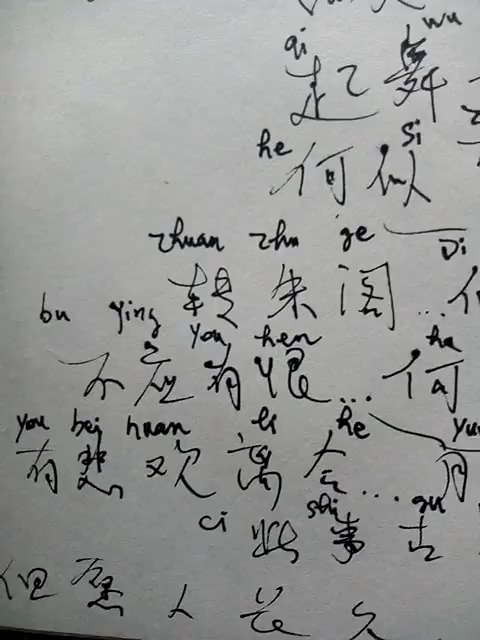 qi wu
起舞
he si
何似
zhuan zhu ge
转朱阁...
bu ying you hen
不应有恨...何
you bei huan li he
有悲欢离合...月
ci shi gu
此事古
但愿人长久